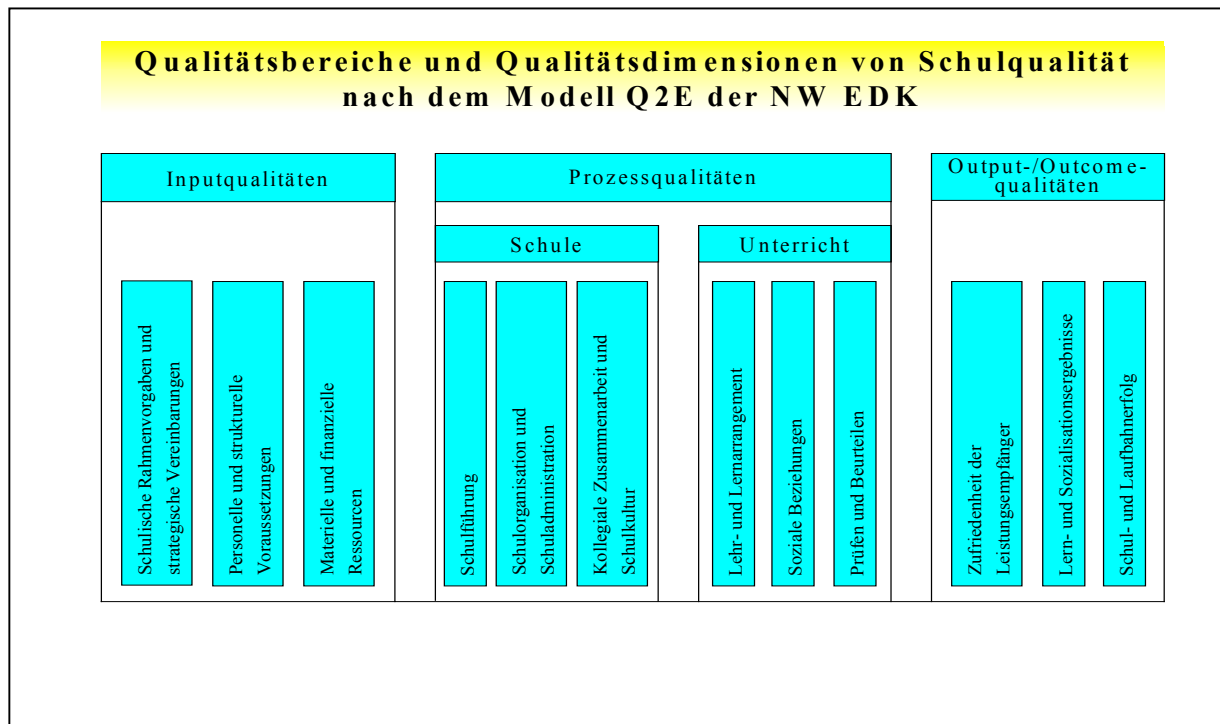 Qualitätsbereiche und Qualitätsdimensionen von Schulqualität
nach dem Modell Q2E der NW EDK
Inputqualitäten
Schulische Rahmenvorgaben und
strategische Vereinbarungen
Personelle und strukturelle
Voraussetzungen
Materielle und finanzielle
Ressourcen
Prozessqualitäten
Schule
Schulführung
Schulorganisation und
Schuladministration
Kollegiale Zusammenarbeit und
Schulkultur
Unterricht
Lehr- und Lernarrangement
Soziale Beziehungen
Prüfen und Beurteilen
Output-/Outcome-
qualitäten
Zufriedenheit der
Leistungsempfänger
Lern- und Sozialisationsergebnisse
Schul- und Laufbahnerfolg